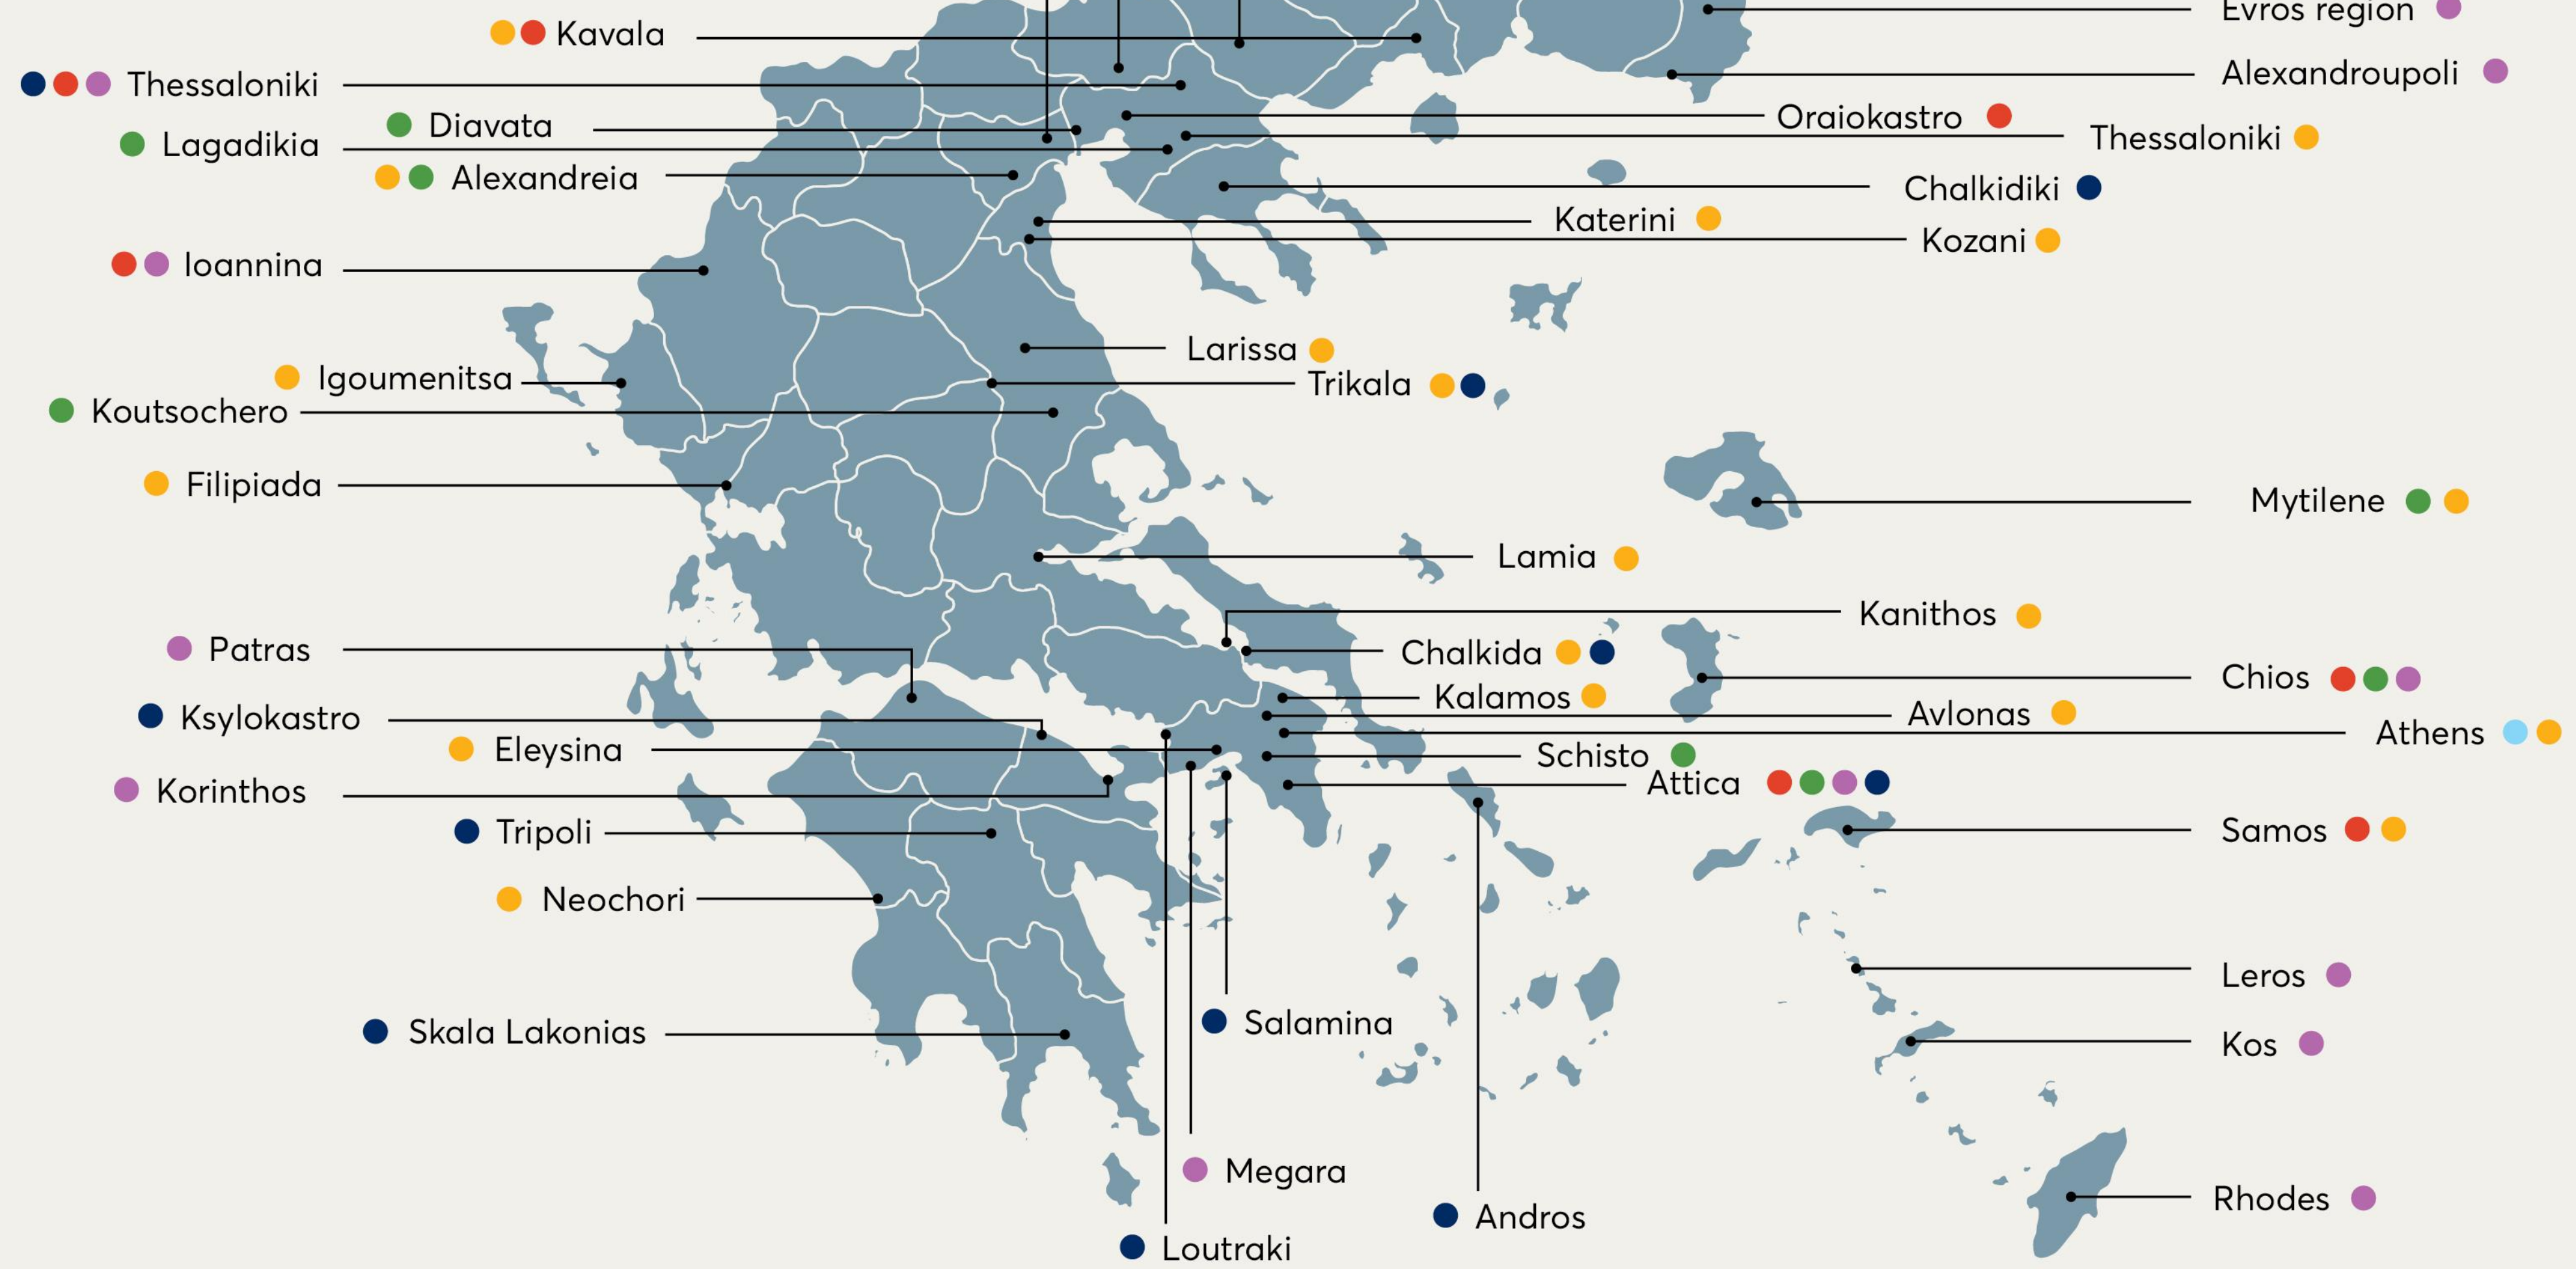 Kavala
Evros region
Thessaloniki
Alexandroupoli
Diavata
Oraiokastro
Lagadikia
Thessaloniki
Alexandreia
Chalkidiki
Katerini
Kozani
Ioannina
Larissa
Igoumenitsa
Trikala
Koutsochero
Filipiada
Mytilene
Lamia
Kanithos
Patras
Chalkida
Chios
Kalamos
Ksylokastro
Avlonas
Athens
Eleysina
Schisto
Attica
Korinthos
Tripoli
Samos
Neochori
Leros
Salamina
Skala Lakonias
Kos
Megara
Rhodes
Andros
Loutraki